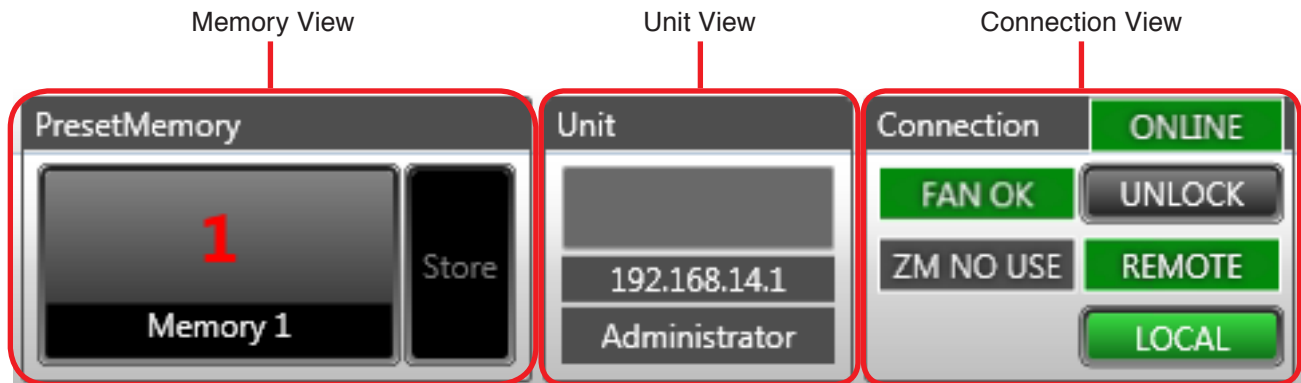 Memory View
Unit View
Connection View
PresetMemory
1
Memory 1
Store
Unit
192.168.14.1
Administrator
Connection
ONLINE
FAN OK
UNLOCK
ZM NO USE
REMOTE
LOCAL